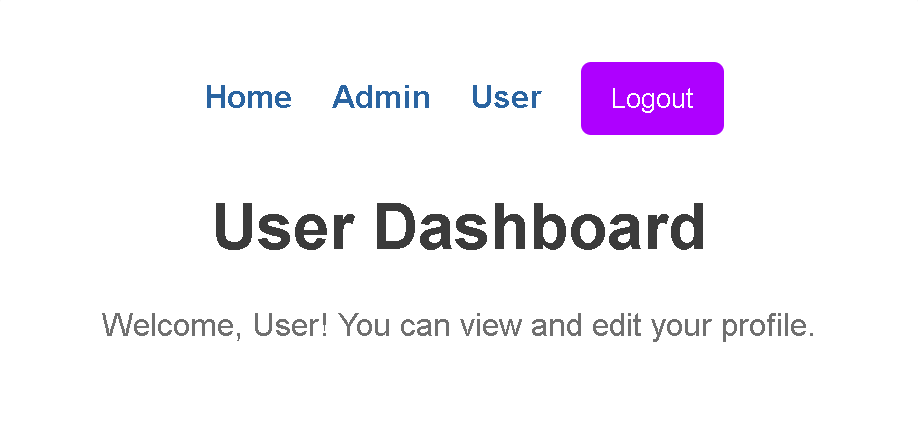 Home Admin User Logout
User Dashboard
Welcome, User! You can view and edit your profile.